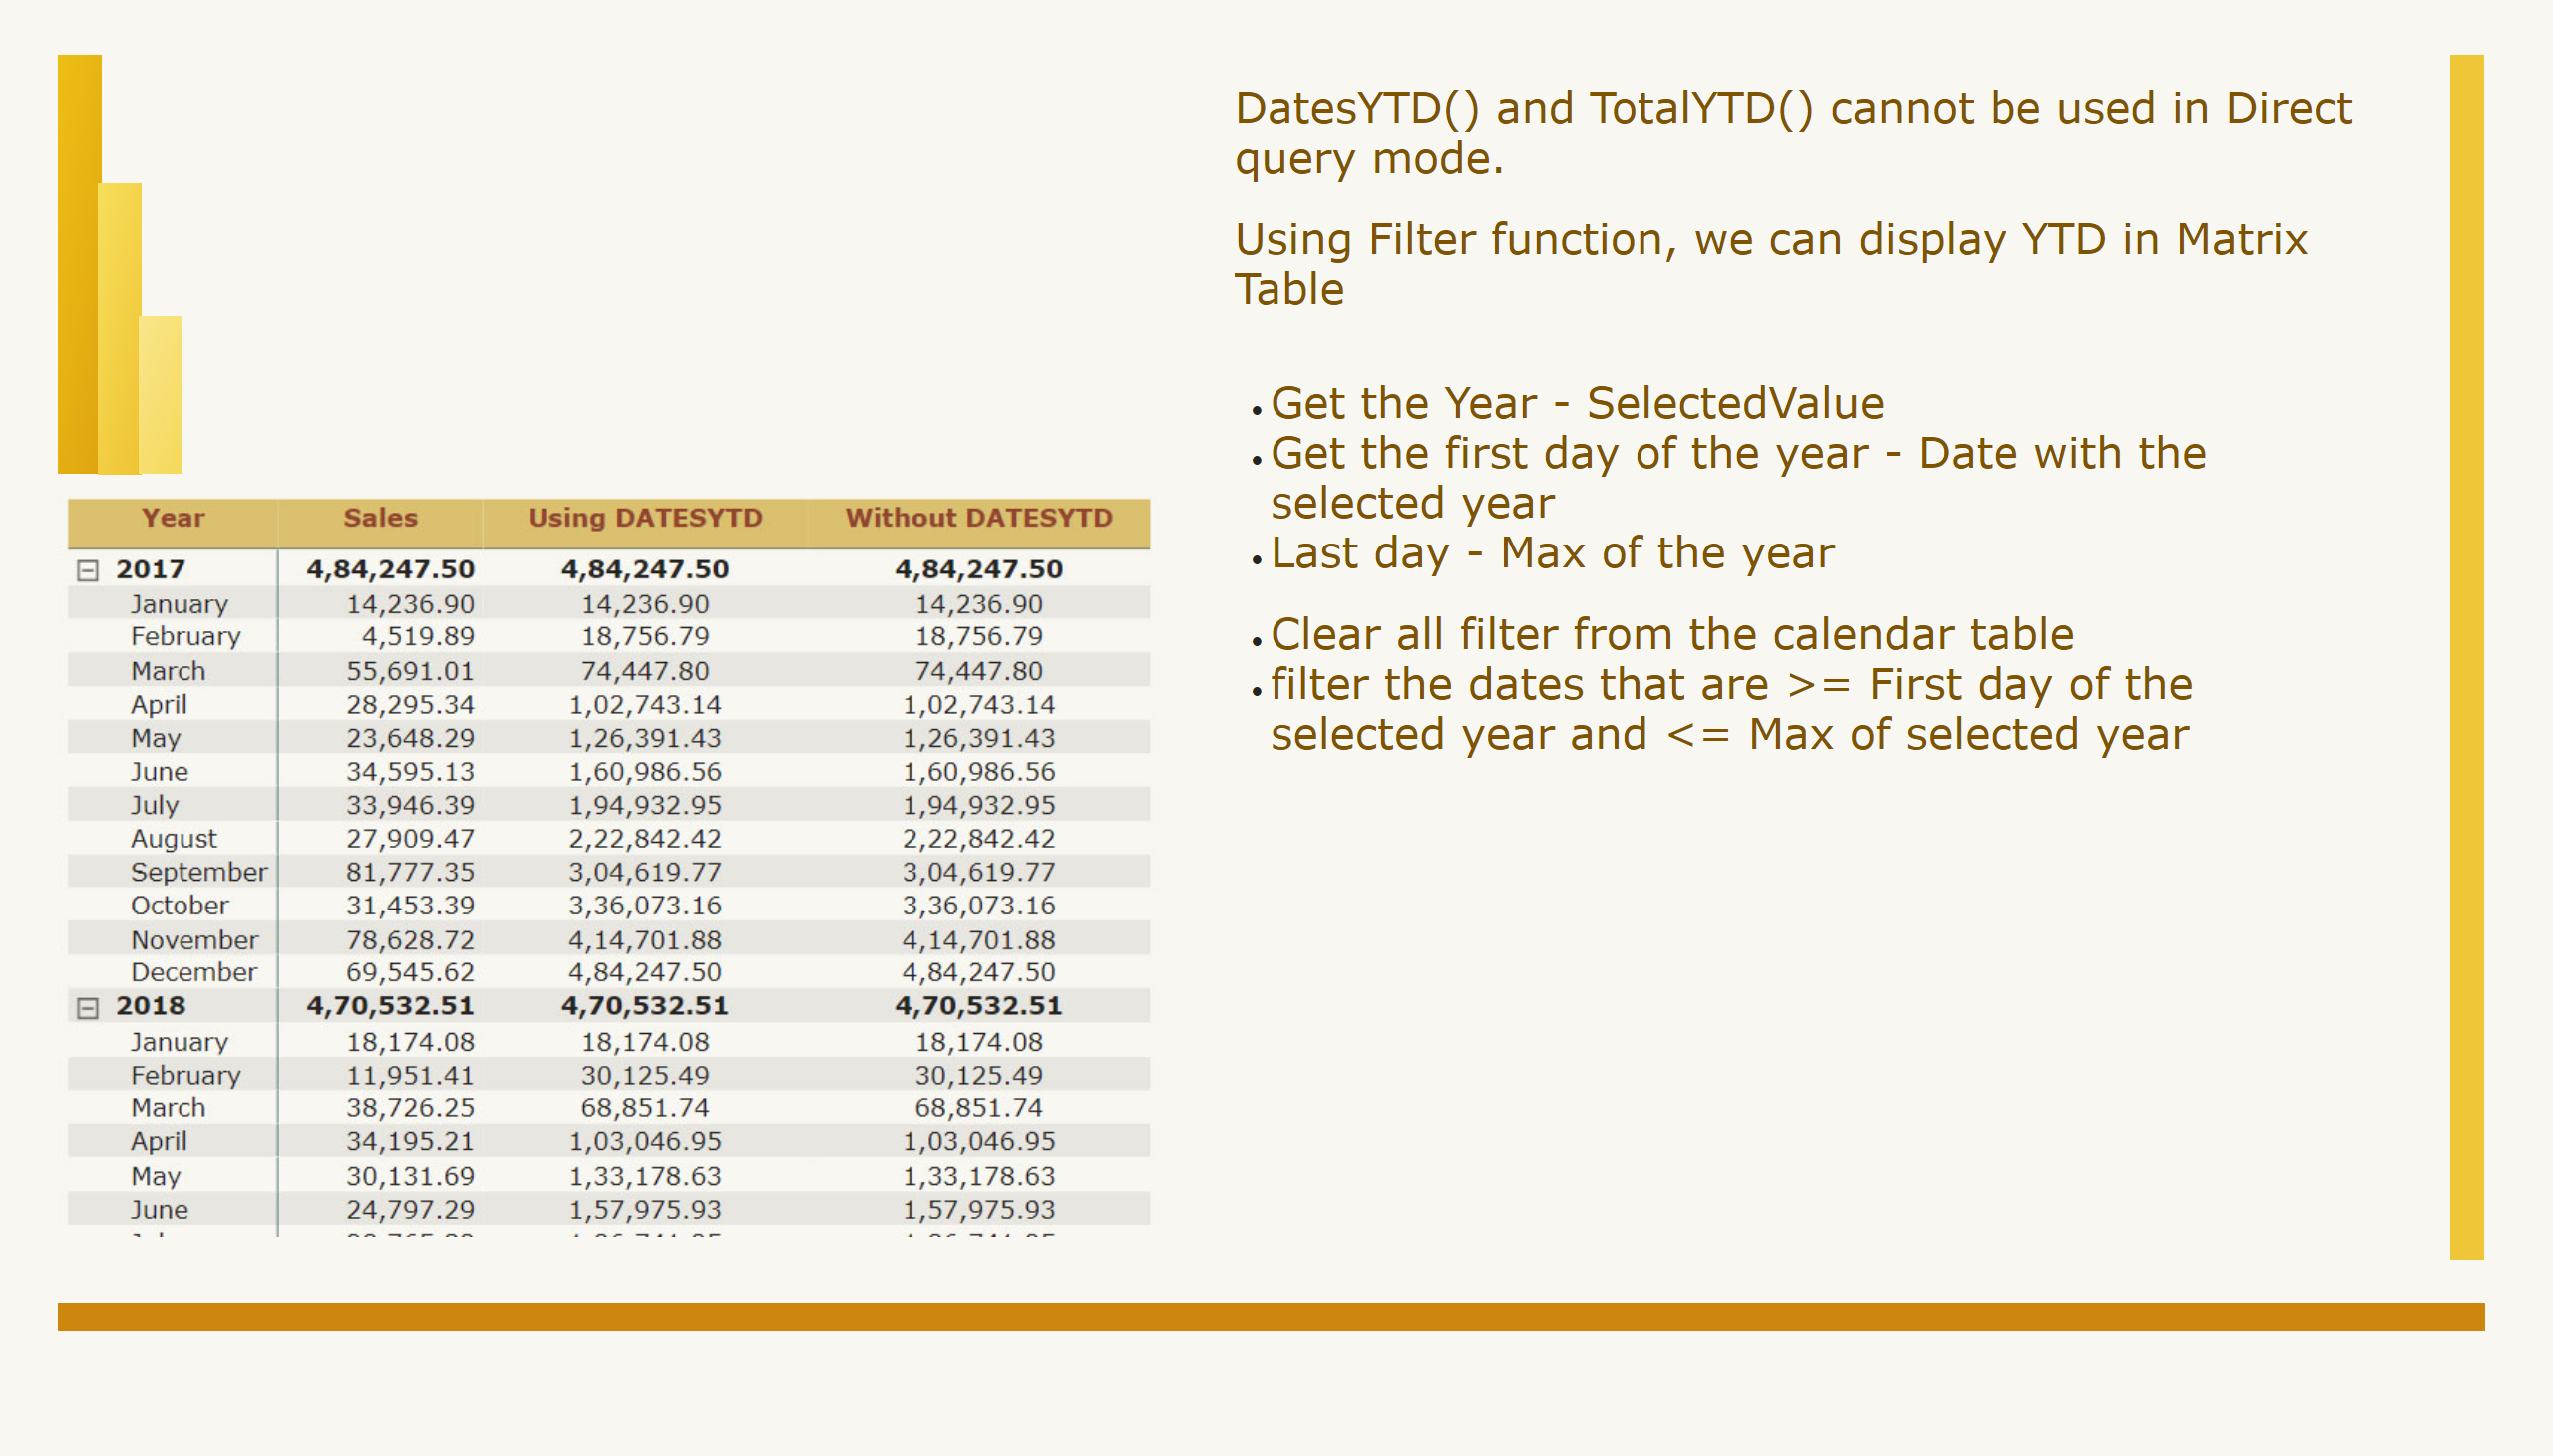 DatesYTD() and TotalYTD() cannot be used in Direct
query mode.
Using Filter function, we can display YTD in Matrix
Table
• Get the Year - SelectedValue
• Get the first day of the year - Date with the
selected year
• Last day - Max of the year
• Clear all filter from the calendar table
• filter the dates that are >= First day of the
selected year and <= Max of selected year
Year Sales Using DATESYTD Without DATESYTD
2017 4,84,247.50 4,84,247.50 4,84,247.50
January 14,236.90 14,236.90 14,236.90
February 4,519.89 18,756.79 18,756.79
March 55,691.01 74,447.80 74,447.80
April 28,295.34 1,02,743.14 1,02,743.14
May 23,648.29 1,26,391.43 1,26,391.43
June 34,595.13 1,60,986.56 1,60,986.56
July 33,946.39 1,94,932.95 1,94,932.95
August 27,909.47 2,22,842.42 2,22,842.42
September 81,777.35 3,04,619.77 3,04,619.77
October 31,453.39 3,36,073.16 3,36,073.16
November 78,628.72 4,14,701.88 4,14,701.88
December 69,545.62 4,84,247.50 4,84,247.50
2018 4,70,532.51 4,70,532.51 4,70,532.51
January 18,174.08 18,174.08 18,174.08
February 11,951.41 30,125.49 30,125.49
March 38,726.25 68,851.74 68,851.74
April 34,195.21 1,03,046.95 1,03,046.95
May 30,131.69 1,33,178.63 1,33,178.63
June 24,797.29 1,57,975.93 1,57,975.93